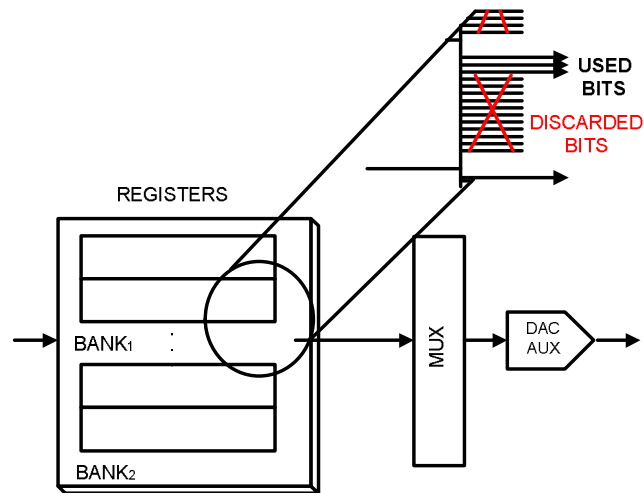 USED
BITS
DISCARDED
BITS
REGISTERS
BANK₁
BANK₂
MUX
DAC
AUX